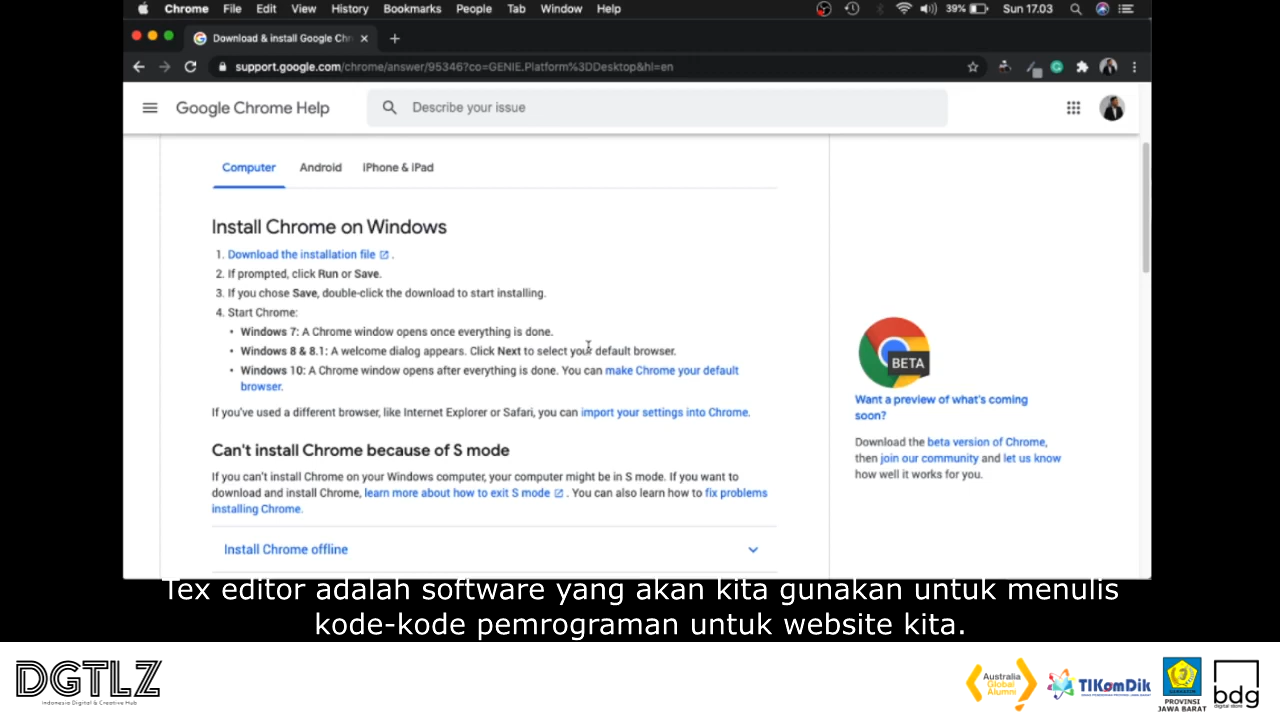 Chrome File Edit View History Bookmarks People Tab Window Help 39% Sun 17.03
Download & install Google Chr
support.google.com/chrome/answer/95346?co=GENIE.Platform%3DDesktop&hl=en
Google Chrome Help
Describe your issue
Computer Android iPhone & iPad
Install Chrome on Windows
1. Download the installation file .
2. If prompted, click Run or Save.
3. If you chose Save, double-click the download to start installing.
4. Start Chrome:
• Windows 7: A Chrome window opens once everything is done.
• Windows 8 & 8.1: A welcome dialog appears. Click Next to select your default browser.
• Windows 10: A Chrome window opens after everything is done. You can make Chrome your default
browser.
If you've used a different browser, like Internet Explorer or Safari, you can import your settings into Chrome.
Can't install Chrome because of S mode
If you can't install Chrome on your Windows computer, your computer might be in S mode. If you want to
download and install Chrome, learn more about how to exit S mode . You can also learn how to fix problems
installing Chrome.
Install Chrome offline
BETA
Want a preview of what's coming
soon?
Download the beta version of Chrome,
then join our community and let us know
how well it works for you.
Tex editor adalah software yang akan kita gunakan untuk menulis
kode-kode pemrograman untuk website kita.
DGTLZ
Indonesia Digital & Creative Hub
Australia
Global
Alumni
TIKomDik
PROVINSI
JAWA BARAT
bdg
digital store